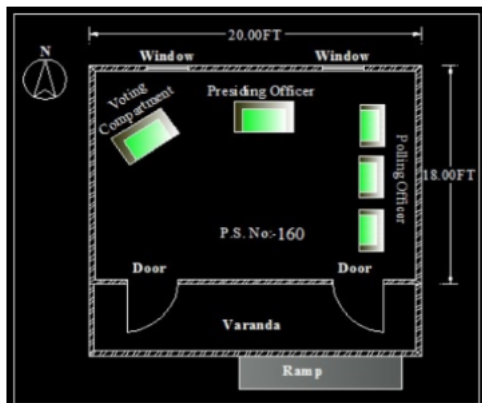 20.00FT
N
Window
Window
Voting
Compartment
Presiding Officer
Polling Officer
18.00FT
P.S. No:-160
Door
Door
Varanda
Ramp